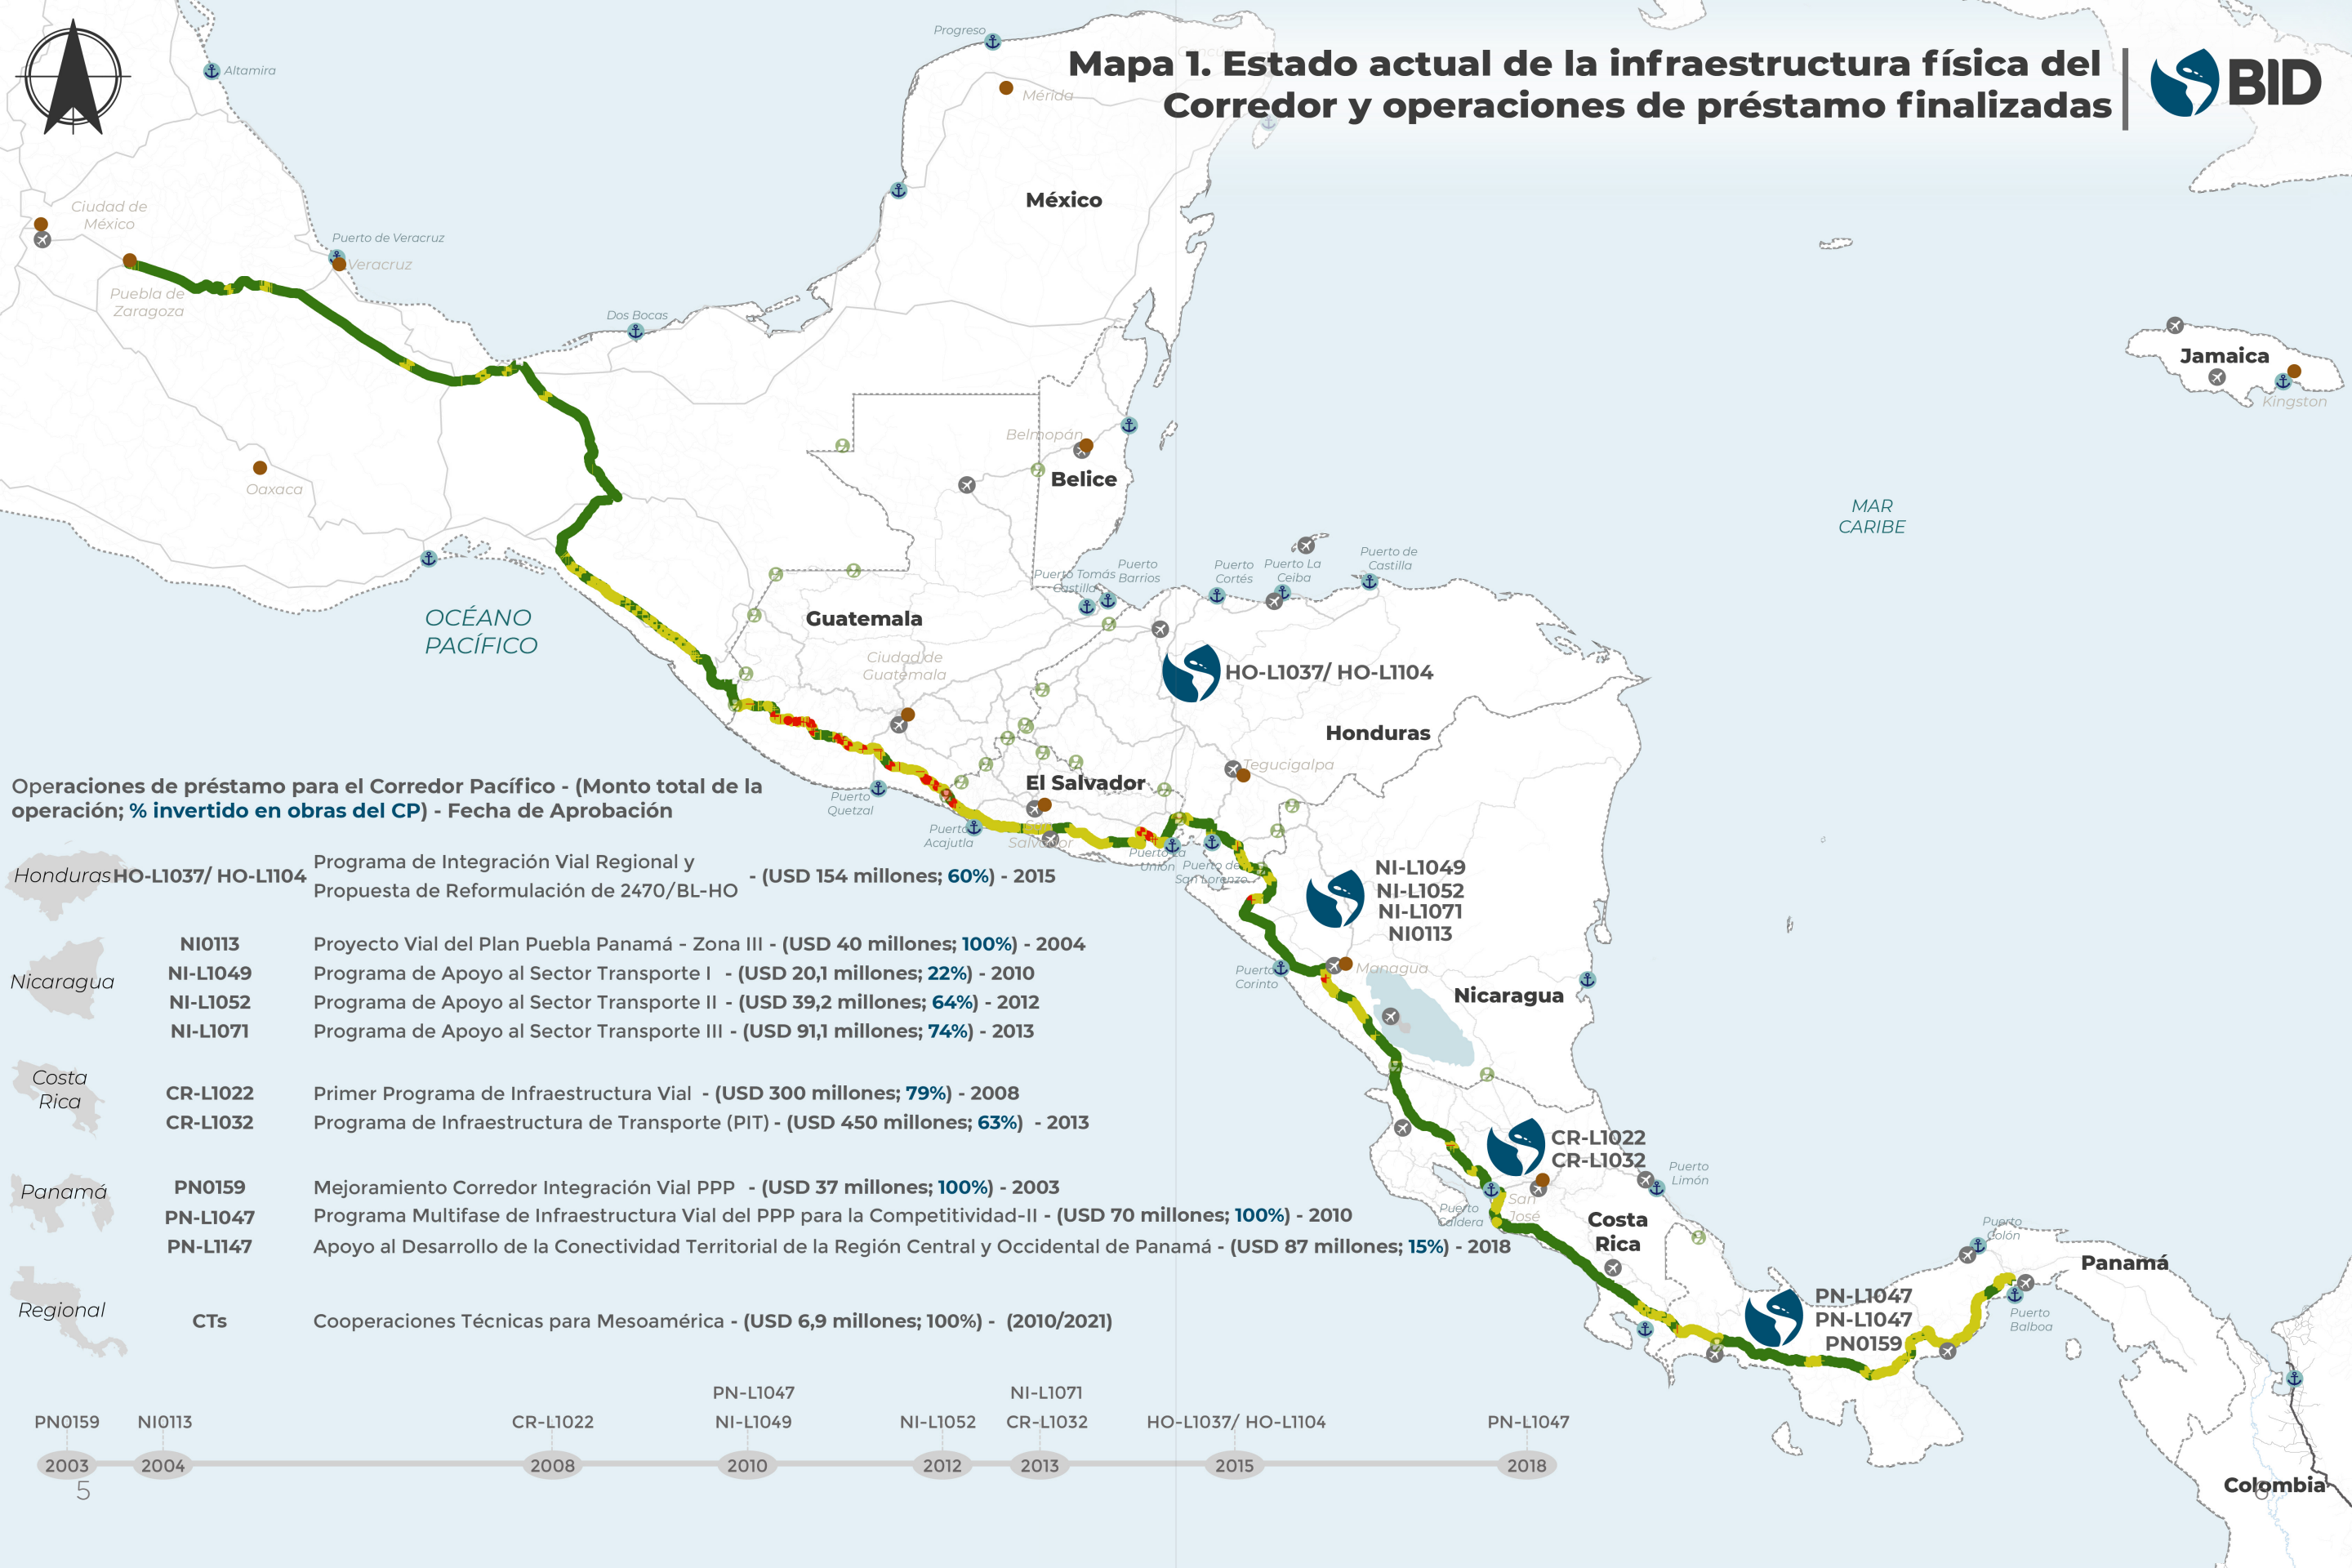 Mapa 1. Estado actual de la infraestructura física del
Corredor y operaciones de préstamo finalizadas
BID
Progreso
Altamira
Mérida
México
Ciudad de
México
Puerto de Veracruz
Veracruz
Puebla de
Zaragoza
Dos Bocas
Jamaica
Kingston
Belmopán
Belice
Oaxaca
MAR
CARIBE
OCÉANO
PACÍFICO
Puerto Tomás
Castilla
Puerto
Barrios
Puerto
Cortés
Puerto La
Ceiba
Puerto de
Castilla
Guatemala
Ciudad de
Guatemala
HO-L1037/ HO-L1104
Honduras
Tegucigalpa
El Salvador
San
Salvador
Puerto
Quetzal
Puerto
Acajutla
Puerto La
Unión
Puerto de
San Lorenzo
NI-L1049
NI-L1052
NI-L1071
NI0113
Managua
Puerto
Corinto
Nicaragua
CR-L1022
CR-L1032
Puerto
Limón
San
José
Puerto
Caldera
Costa
Rica
Puerto
Colón
Panamá
PN-L1047
PN-L1047
PN0159
Puerto
Balboa
Colombia
Operaciones de préstamo para el Corredor Pacífico - (Monto total de la
operación; % invertido en obras del CP) - Fecha de Aprobación
Honduras
HO-L1037/ HO-L1104
Programa de Integración Vial Regional y
Propuesta de Reformulación de 2470/BL-HO
- (USD 154 millones; 60%) - 2015
Nicaragua
NI0113 Proyecto Vial del Plan Puebla Panamá - Zona III - (USD 40 millones; 100%) - 2004
NI-L1049 Programa de Apoyo al Sector Transporte I - (USD 20,1 millones; 22%) - 2010
NI-L1052 Programa de Apoyo al Sector Transporte II - (USD 39,2 millones; 64%) - 2012
NI-L1071 Programa de Apoyo al Sector Transporte III - (USD 91,1 millones; 74%) - 2013
Costa
Rica
CR-L1022 Primer Programa de Infraestructura Vial - (USD 300 millones; 79%) - 2008
CR-L1032 Programa de Infraestructura de Transporte (PIT) - (USD 450 millones; 63%) - 2013
Panamá
PN0159 Mejoramiento Corredor Integración Vial PPP - (USD 37 millones; 100%) - 2003
PN-L1047 Programa Multifase de Infraestructura Vial del PPP para la Competitividad-II - (USD 70 millones; 100%) - 2010
PN-L1147 Apoyo al Desarrollo de la Conectividad Territorial de la Región Central y Occidental de Panamá - (USD 87 millones; 15%) - 2018
Regional
CTs Cooperaciones Técnicas para Mesoamérica - (USD 6,9 millones; 100%) - (2010/2021)
PN-L1047 NI-L1071
PN0159 NI0113 CR-L1022 NI-L1049 NI-L1052 CR-L1032 HO-L1037/ HO-L1104 PN-L1047
2003 2004 2008 2010 2012 2013 2015 2018
5